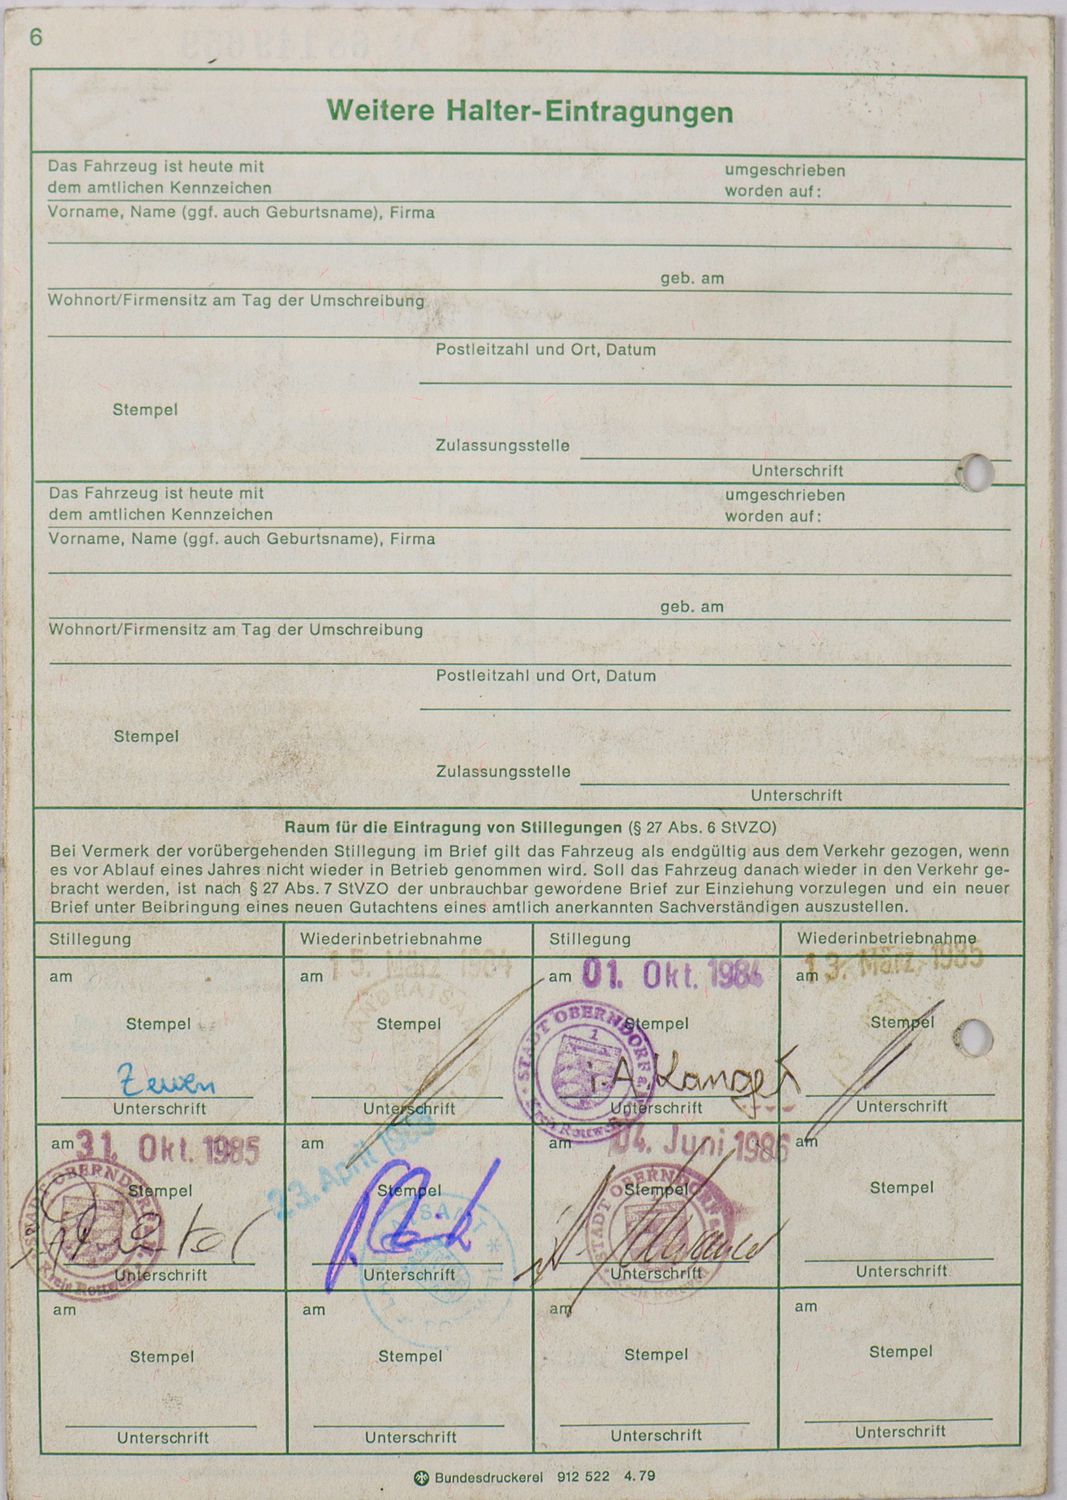 6
Weitere Halter-Eintragungen
Das Fahrzeug ist heute mit
dem amtlichen Kennzeichen
umgeschrieben
worden auf:
Vorname, Name (ggf. auch Geburtsname), Firma
geb. am
Wohnort/Firmensitz am Tag der Umschreibung
Postleitzahl und Ort, Datum
Stempel
Zulassungsstelle
Unterschrift
Das Fahrzeug ist heute mit
dem amtlichen Kennzeichen
umgeschrieben
worden auf:
Vorname, Name (ggf. auch Geburtsname), Firma
geb. am
Wohnort/Firmensitz am Tag der Umschreibung
Postleitzahl und Ort, Datum
Stempel
Zulassungsstelle
Unterschrift
Raum für die Eintragung von Stillegungen (§ 27 Abs. 6 StVZO)
Bei Vermerk der vorübergehenden Stillegung im Brief gilt das Fahrzeug als endgültig aus dem Verkehr gezogen, wenn
es vor Ablauf eines Jahres nicht wieder in Betrieb genommen wird. Soll das Fahrzeug danach wieder in den Verkehr ge-
bracht werden, ist nach § 27 Abs. 7 StVZO der unbrauchbar gewordene Brief zur Einziehung vorzulegen und ein neuer
Brief unter Beibringung eines neuen Gutachtens eines amtlich anerkannten Sachverständigen auszustellen.
Stillegung Wiederinbetriebnahme Stillegung Wiederinbetriebnahme
am am 15. März 1984 am 01. Okt. 1984 am 13. März 1985
Stempel Stempel Stempel Stempel
LANDRATSA
STADT OBERNDORF a.
Kreis Rottweil
1
i.A.
Unterschrift Unterschrift Unterschrift Unterschrift
am 31. Okt. 1985 am 23. April am 04. Juni 1986 am
Stempel Stempel Stempel Stempel
STADT OBERNDORF
Kreis Rottweil
STADT OBERNDORF
Unterschrift Unterschrift Unterschrift Unterschrift
am am am am
Stempel Stempel Stempel Stempel
Unterschrift Unterschrift Unterschrift Unterschrift
Bundesdruckerei 912 522 4.79